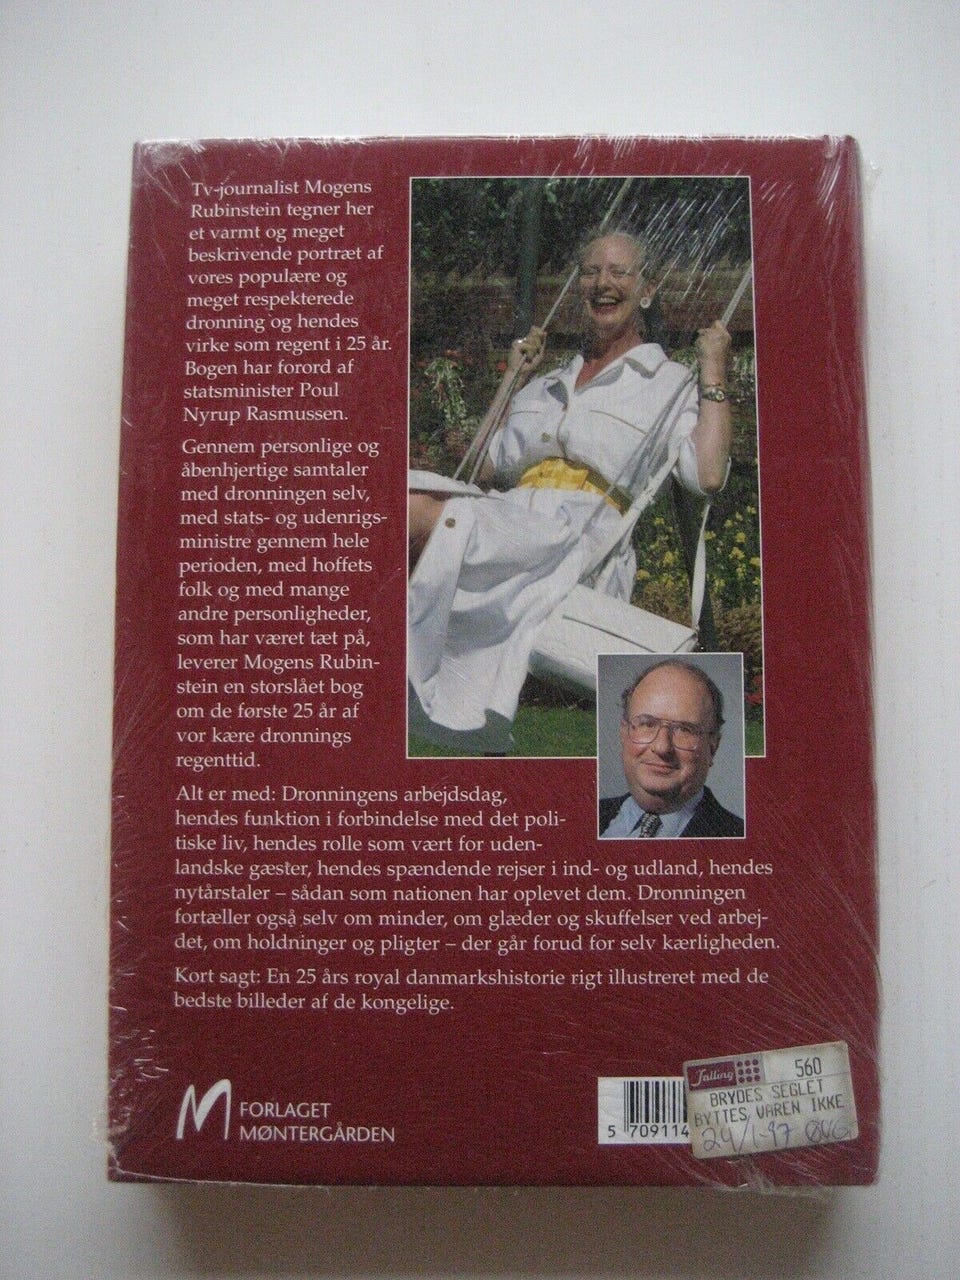 Tv-journalist Mogens
Rubinstein tegner her
et varmt og meget
beskrivende portræt af
vores populære og
meget respekterede
dronning og hendes
virke som regent i 25 år.
Bogen har forord af
statsminister Poul
Nyrup Rasmussen.
Gennem personlige og
åbenhjertige samtaler
med dronningen selv,
med stats- og udenrigs-
ministre gennem hele
perioden, med hoffets
folk og med mange
andre personligheder,
som har været tæt på,
leverer Mogens Rubin-
stein en storslået bog
om de første 25 år af
vor kære dronnings
regenttid.
Alt er med: Dronningens arbejdsdag,
hendes funktion i forbindelse med det poli-
tiske liv, hendes rolle som vært for uden-
landske gæster, hendes spændende rejser i ind- og udland, hendes
nytårstaler – sådan som nationen har oplevet dem. Dronningen
fortæller også selv om minder, om glæder og skuffelser ved arbej-
det, om holdninger og pligter – der går forud for selv kærligheden.
Kort sagt: En 25 års royal danmarkshistorie rigt illustreret med de
bedste billeder af de kongelige.
FORLAGET
MØNTERGÅRDEN
5 709114
Salling 560
BRYDES SEGLET
BYTTES VAREN IKKE
24/1-97